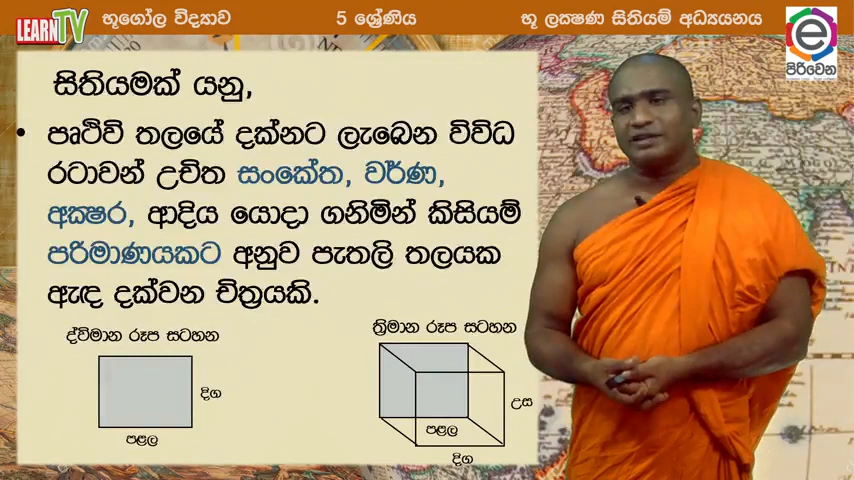 LEARN TV
භූගෝල විද්‍යාව
5 ශ්‍රේණිය
භූ ලක්ෂණ සිතියම් අධ්‍යයනය
e
පිරිවෙන
සිතියමක් යනු,
• පෘථිවි තලයේ දක්නට ලැබෙන විවිධ
රටාවන් උචිත සංකේත, වර්ණ,
අක්ෂර, ආදිය යොදා ගනිමින් කිසියම්
පරිමාණයකට අනුව පැතලි තලයක
ඇඳ දක්වන චිත්‍රයකි.
ද්විමාන රූප සටහන
දිග
පළල
ත්‍රිමාන රූප සටහන
උස
පළල
දිග